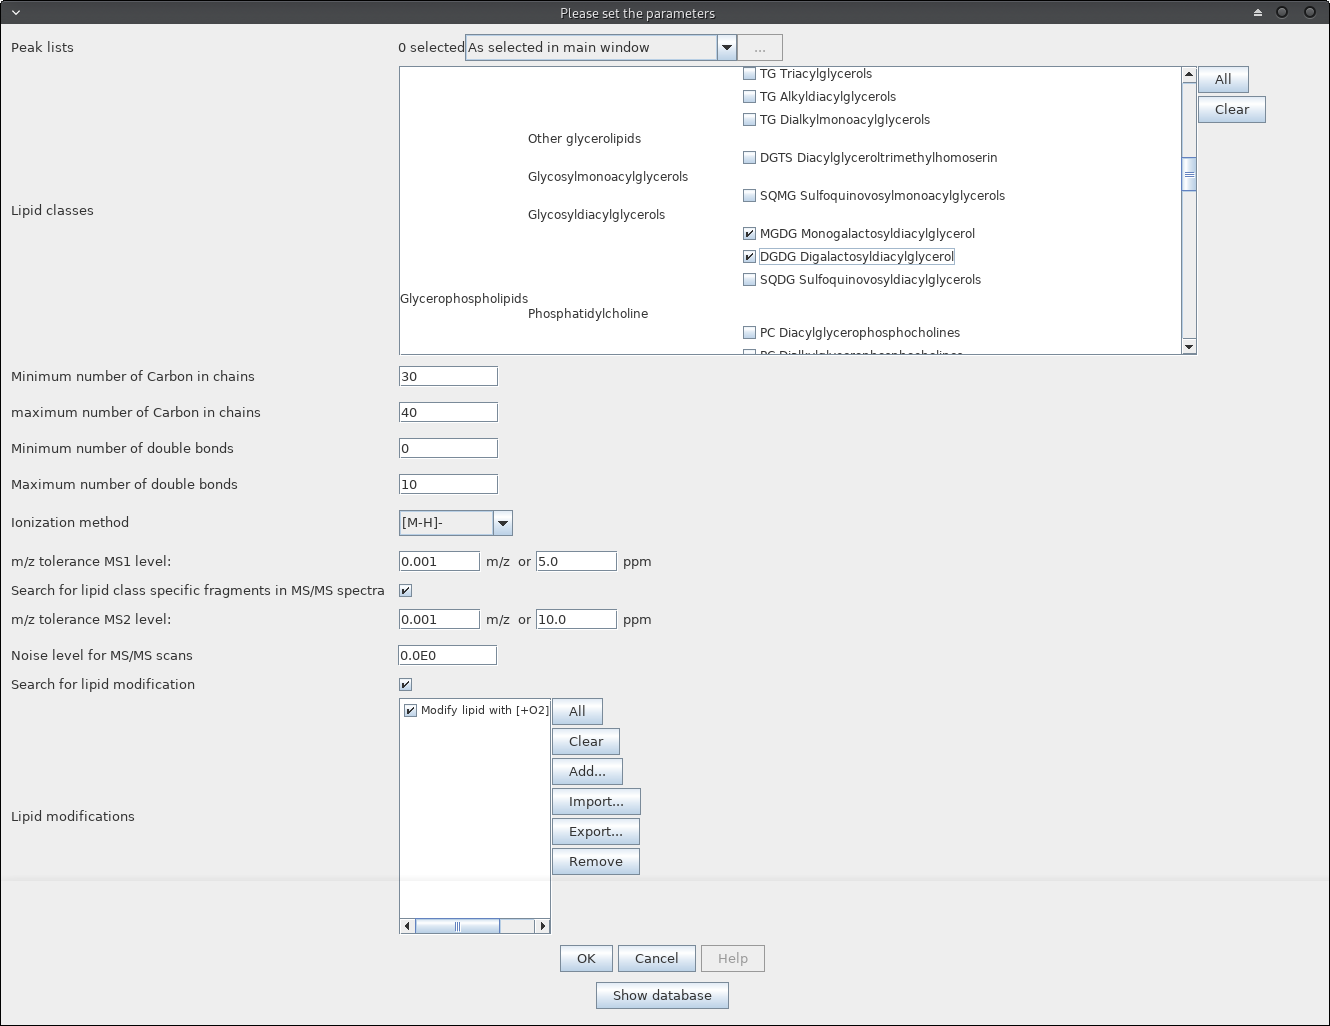 Please set the parameters
Peak lists
0 selected As selected in main window ...
Lipid classes
TG Triacylglycerols
TG Alkyldiacylglycerols
TG Dialkylmonoacylglycerols
Other glycerolipids
DGTS Diacylglyceroltrimethylhomoserin
Glycosylmonoacylglycerols
SQMG Sulfoquinovosylmonoacylglycerols
Glycosyldiacylglycerols
MGDG Monogalactosyldiacylglycerol
DGDG Digalactosyldiacylglycerol
SQDG Sulfoquinovosyldiacylglycerols
Glycerophospholipids
Phosphatidylcholine
PC Diacylglycerophosphocholines
PC Dialkylglycerophosphocholines
All
Clear
Minimum number of Carbon in chains 30
maximum number of Carbon in chains 40
Minimum number of double bonds 0
Maximum number of double bonds 10
Ionization method [M-H]-
m/z tolerance MS1 level: 0.001 m/z or 5.0 ppm
Search for lipid class specific fragments in MS/MS spectra
m/z tolerance MS2 level: 0.001 m/z or 10.0 ppm
Noise level for MS/MS scans 0.0E0
Search for lipid modification
Lipid modifications
Modify lipid with [+O2]
All
Clear
Add...
Import...
Export...
Remove
OK Cancel Help
Show database